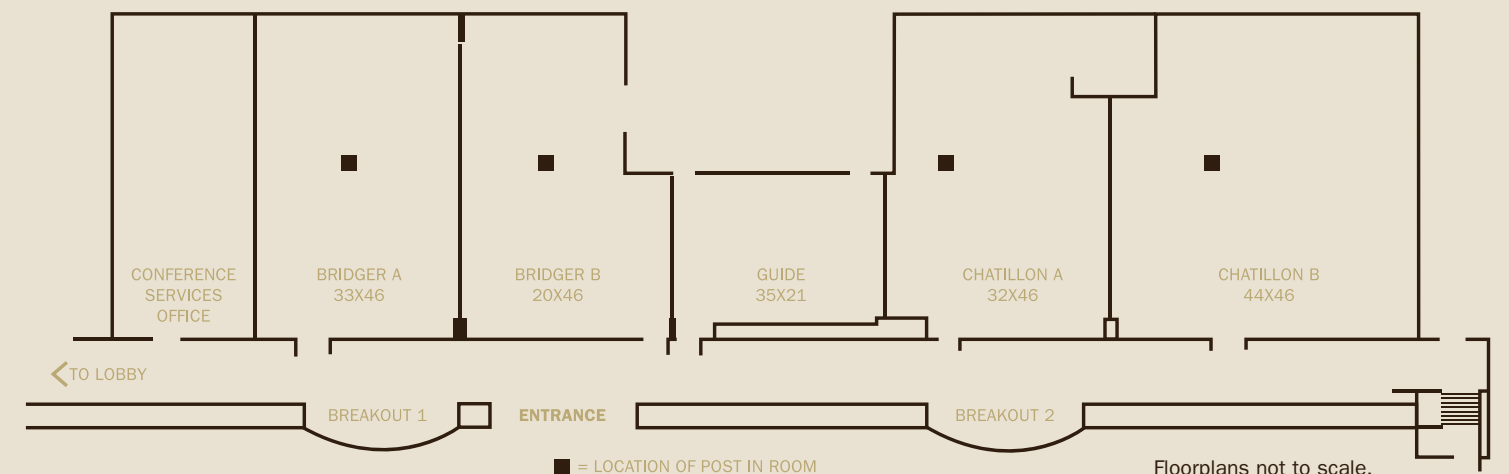 CONFERENCE
SERVICES
OFFICE
BRIDGER A
33X46
BRIDGER B
20X46
GUIDE
35X21
CHATILLON A
32X46
CHATILLON B
44X46
TO LOBBY
BREAKOUT 1
ENTRANCE
BREAKOUT 2
= LOCATION OF POST IN ROOM
Floorplans not to scale.